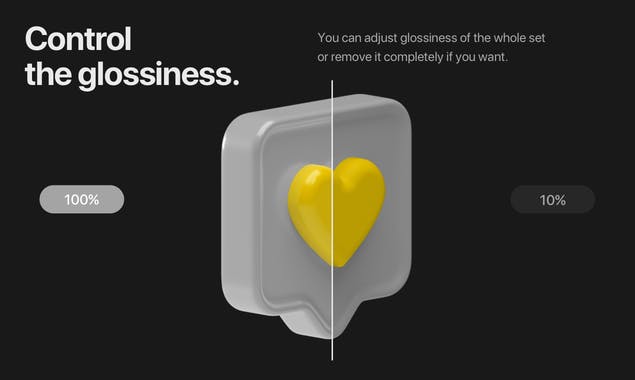 Control
the glossiness.
You can adjust glossiness of the whole set
or remove it completely if you want.
100%
10%